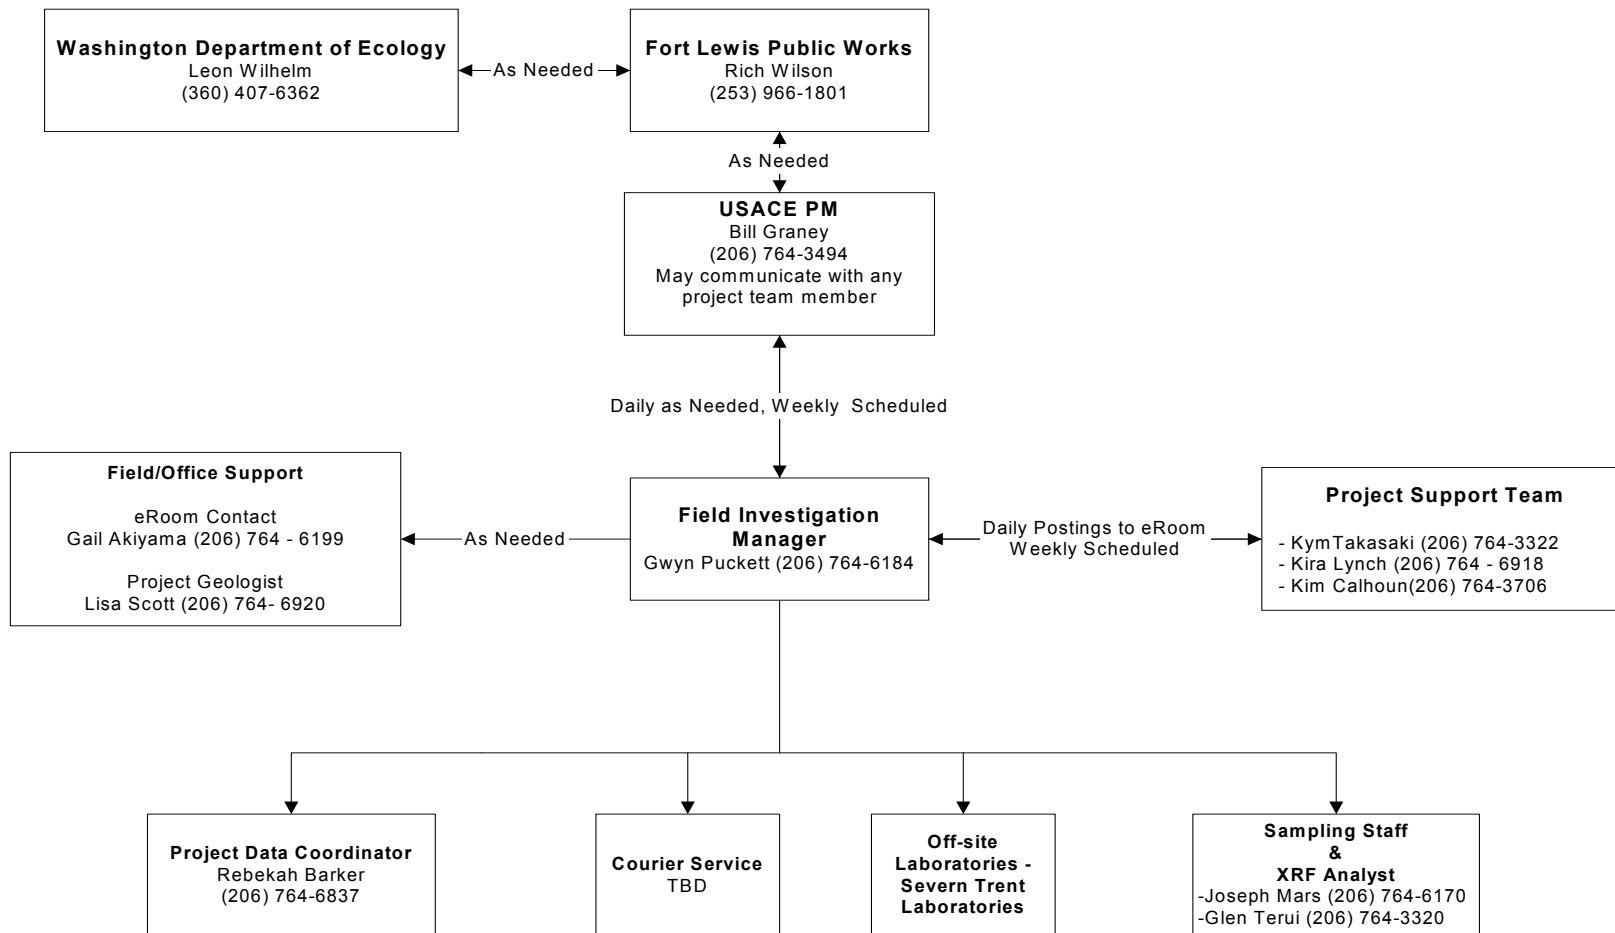 Washington Department of Ecology
Leon Wilhelm
(360) 407-6362
As Needed
Fort Lewis Public Works
Rich Wilson
(253) 966-1801
As Needed
USACE PM
Bill Graney
(206) 764-3494
May communicate with any
project team member
Daily as Needed, Weekly Scheduled
Field/Office Support
eRoom Contact
Gail Akiyama (206) 764 - 6199
Project Geologist
Lisa Scott (206) 764- 6920
As Needed
Field Investigation
Manager
Gwyn Puckett (206) 764-6184
Daily Postings to eRoom
Weekly Scheduled
Project Support Team
- KymTakasaki (206) 764-3322
- Kira Lynch (206) 764 - 6918
- Kim Calhoun(206) 764-3706
Project Data Coordinator
Rebekah Barker
(206) 764-6837
Courier Service
TBD
Off-site
Laboratories -
Severn Trent
Laboratories
Sampling Staff
&
XRF Analyst
-Joseph Mars (206) 764-6170
-Glen Terui (206) 764-3320